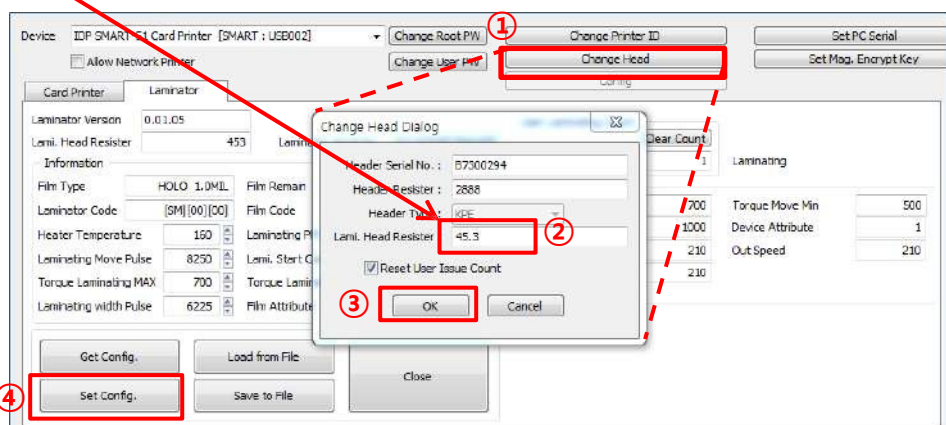 ①
Device IDP SMART-51 Card Printer [SMART : USB002] Change Root PW Change Printer ID Set PC Serial
Allow Network Printer Change User PW Change Head Set Mag. Encrypt Key
Config
Card Printer Laminator
Laminator Version 0.01.05
Change Head Dialog
Clear Count
Lami. Head Resister 453
Information
1 Laminating
Header Serial No. : B7300294
Film Type HOLO 1.0MIL Film Remain
Header Resister : 2888
700 Torque Move Min 500
Laminator Code [SM][00][00] Film Code
Header Type : KPE
1000 Device Attribute 1
Heater Temperature 160
Lami. Head Resister 45.3 ②
210 Out Speed 210
Laminating Move Pulse 8250
Reset User Issue Count
210
Torque Laminating MAX 700
③ OK Cancel
Laminating width Pulse 6225 Film Attribute
Get Config. Load from File Close
④ Set Config. Save to File